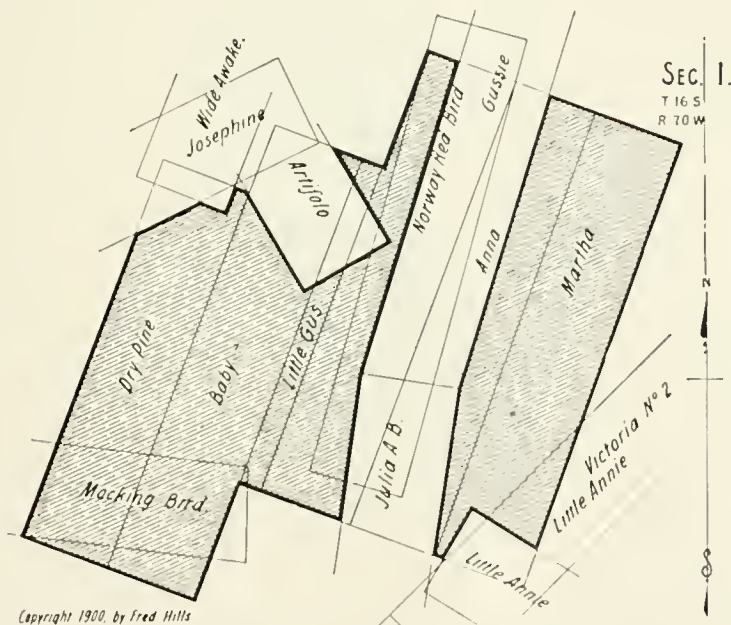 SEC. 1.
T 16 S
R 70 W
Wide Awake.
Josephine
Artifolo
Gussie
Norway Red Bird
Anna
Martha
Dry Pine
Baby
Little Gus
Julia A B.
Mocking Bird.
Victoria No 2
Little Annie
Little Annie
N
S
Copyright 1900, by Fred Hills